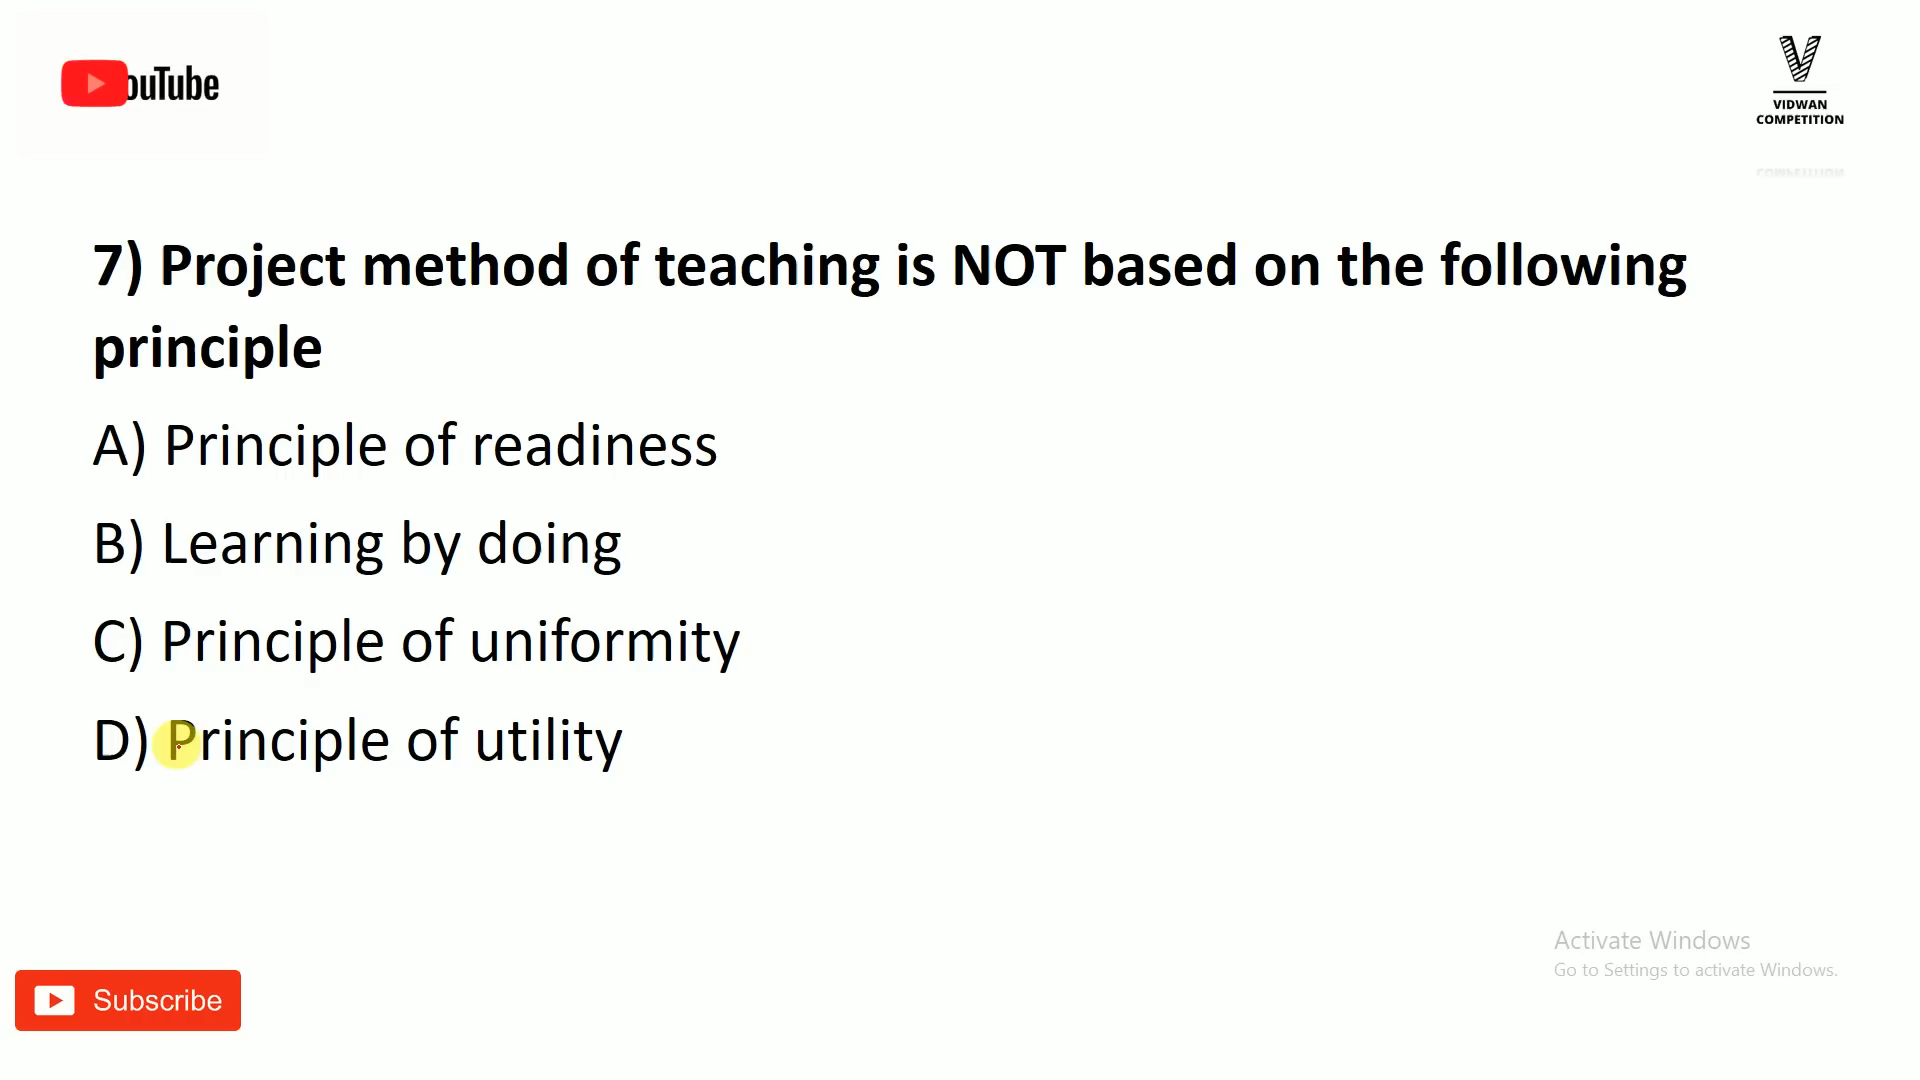 ouTube
VIDWAN
COMPETITION
7) Project method of teaching is NOT based on the following
principle
A) Principle of readiness
B) Learning by doing
C) Principle of uniformity
D) Principle of utility
Activate Windows
Go to Settings to activate Windows.
Subscribe